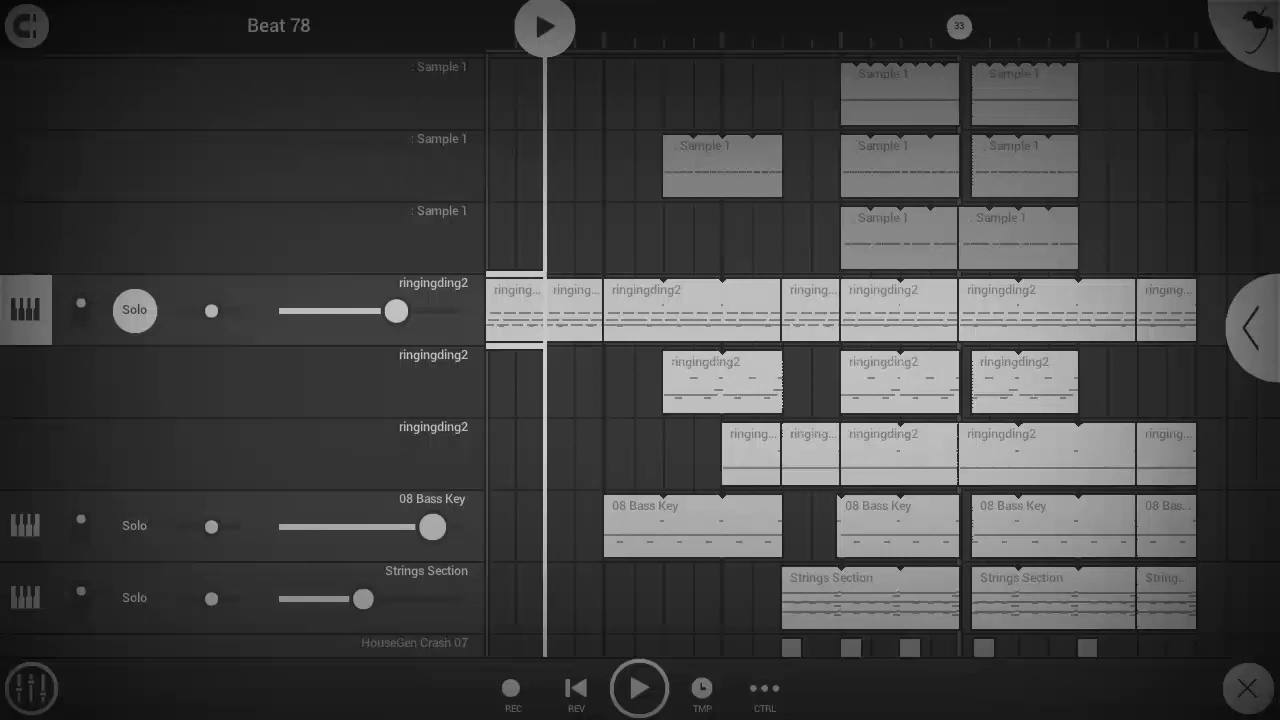 Beat 78
33
: Sample 1
Sample 1
Sample 1
: Sample 1
. Sample 1
Sample 1
. Sample 1
: Sample 1
Sample 1
. Sample 1
ringingding2
Solo
ringing...
ringing...
ringingding2
ringing...
ringingding2
ringingding2
ringing...
ringingding2
ringingding2
ringingding2
ringingding2
ringingding2
ringing...
ringing...
ringingding2
ringingding2
ringing...
08 Bass Key
Solo
08 Bass Key
08 Bass Key
08 Bass Key
08 Bas...
Strings Section
Solo
Strings Section
Strings Section
String...
HouseGen Crash 07
REC
REV
TMP
CTRL